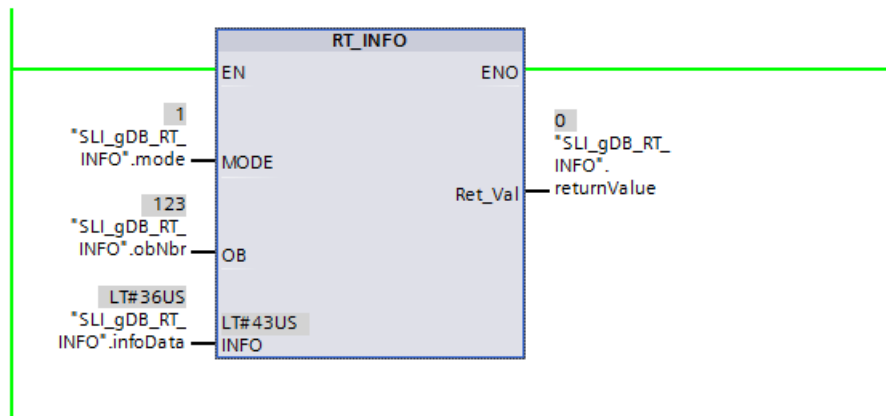 RT_INFO
EN
ENO
1
"SLI_gDB_RT_
INFO".mode
MODE
0
"SLI_gDB_RT_
INFO".
returnValue
Ret_Val
123
"SLI_gDB_RT_
INFO".obNbr
OB
LT#36US
"SLI_gDB_RT_
INFO".infoData
LT#43US
INFO